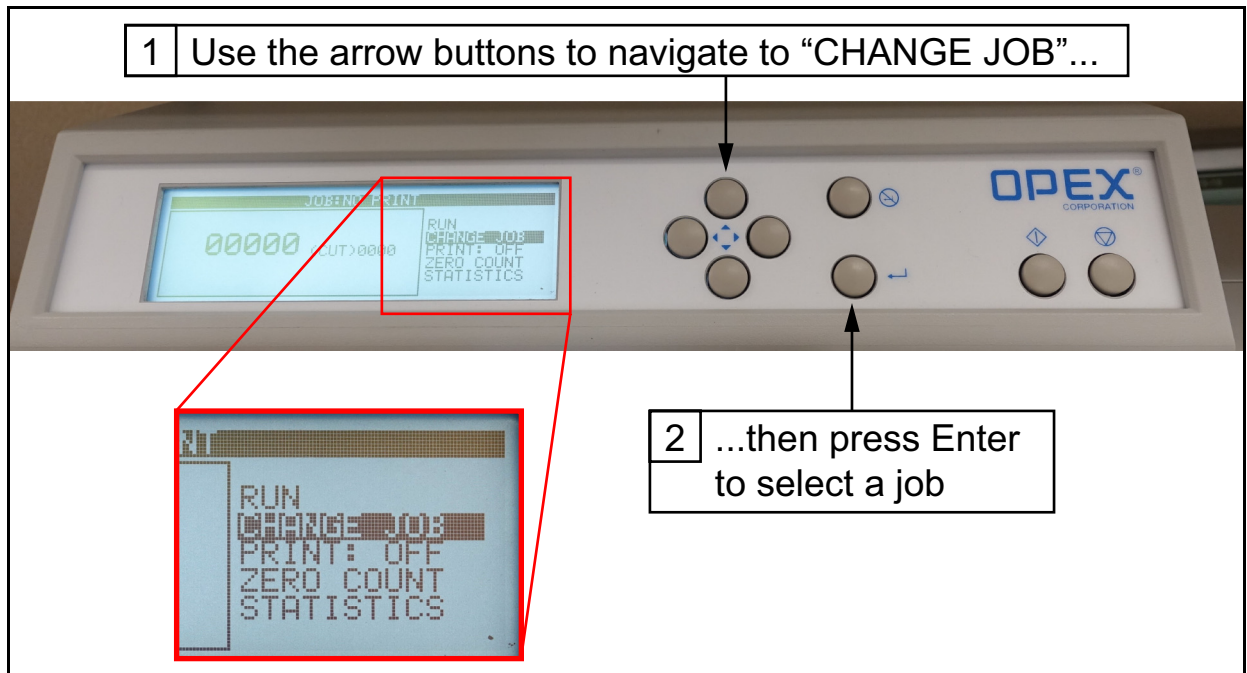 1 Use the arrow buttons to navigate to “CHANGE JOB”...
JOB:NO PRINT
00000 (CUT)0000
RUN
CHANGE JOB
PRINT: OFF
ZERO COUNT
STATISTICS
OPEX®
CORPORATION
2 ...then press Enter
to select a job
NT
RUN
CHANGE JOB
PRINT: OFF
ZERO COUNT
STATISTICS